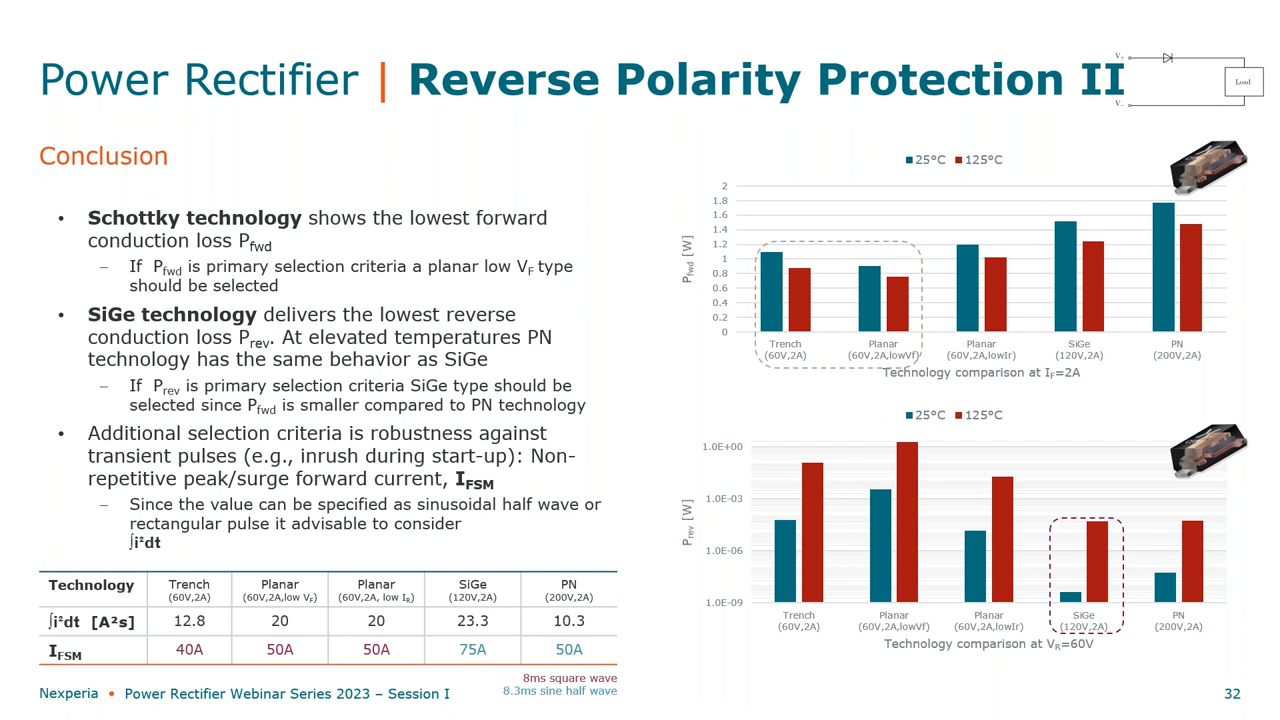 Power Rectifier | Reverse Polarity Protection II
V+
Load
V−
Conclusion
• Schottky technology shows the lowest forward
conduction loss Pfwd
– If Pfwd is primary selection criteria a planar low VF type
should be selected
• SiGe technology delivers the lowest reverse
conduction loss Prev. At elevated temperatures PN
technology has the same behavior as SiGe
– If Prev is primary selection criteria SiGe type should be
selected since Pfwd is smaller compared to PN technology
• Additional selection criteria is robustness against
transient pulses (e.g., inrush during start-up): Non-
repetitive peak/surge forward current, IFSM
– Since the value can be specified as sinusoidal half wave or
rectangular pulse it advisable to consider
∫i²dt
Technology Trench Planar Planar SiGe PN
(60V,2A) (60V,2A,low VF) (60V,2A, low IR) (120V,2A) (200V,2A)
∫i²dt [A²s] 12.8 20 20 23.3 10.3
IFSM 40A 50A 50A 75A 50A
8ms square wave
8.3ms sine half wave
25°C 125°C
Pfwd [W]
2
1.8
1.6
1.4
1.2
1
0.8
0.6
0.4
0.2
0
Trench Planar Planar SiGe PN
(60V,2A) (60V,2A,lowVf) (60V,2A,lowIr) (120V,2A) (200V,2A)
Technology comparison at IF=2A
25°C 125°C
Prev [W]
1.0E+00
1.0E-03
1.0E-06
1.0E-09
Trench Planar Planar SiGe PN
(60V,2A) (60V,2A,lowVf) (60V,2A,lowIr) (120V,2A) (200V,2A)
Technology comparison at VR=60V
Nexperia • Power Rectifier Webinar Series 2023 – Session I
32